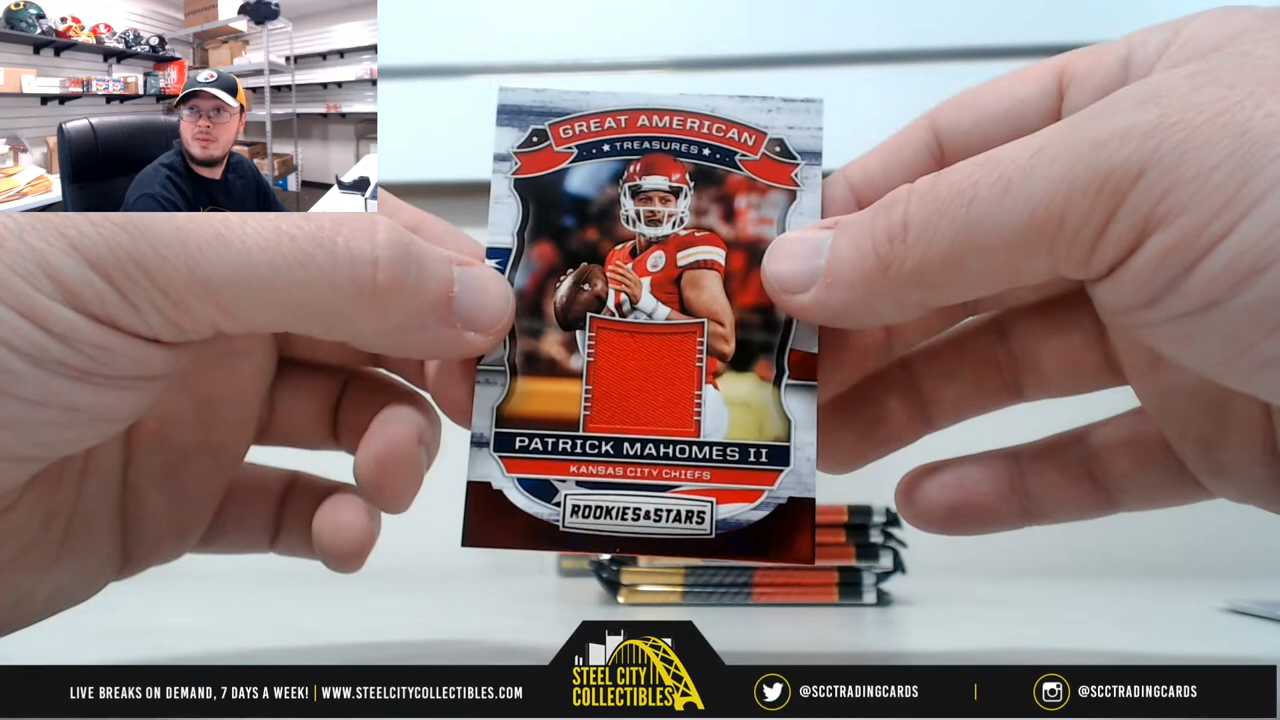 GREAT AMERICAN
TREASURES
PATRICK MAHOMES II
KANSAS CITY CHIEFS
ROOKIES&STARS
LIVE BREAKS ON DEMAND, 7 DAYS A WEEK! | WWW.STEELCITYCOLLECTIBLES.COM
STEEL CITY
COLLECTIBLES
@SCCTRADINGCARDS | @SCCTRADINGCARDS